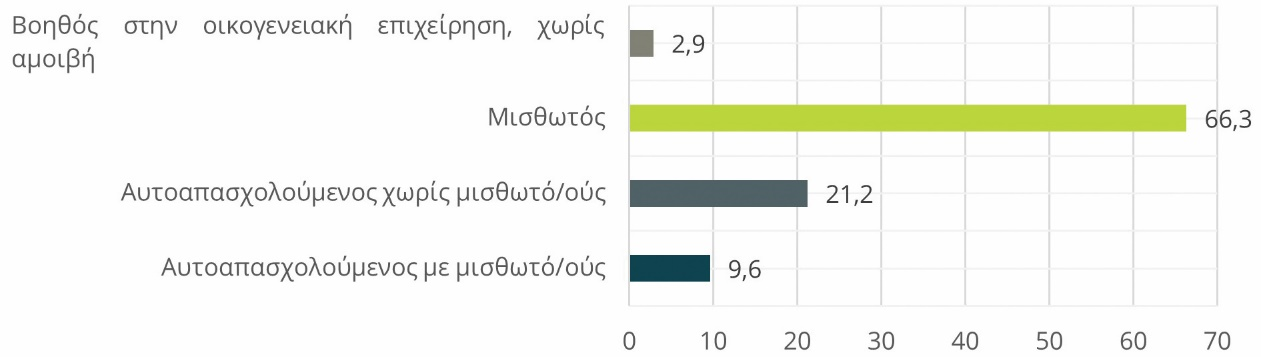 Βοηθός στην οικογενειακή επιχείρηση, χωρίς
αμοιβή
2,9
Μισθωτός
66,3
Αυτοαπασχολούμενος χωρίς μισθωτό/ούς
21,2
Αυτοαπασχολούμενος με μισθωτό/ούς
9,6
0 10 20 30 40 50 60 70